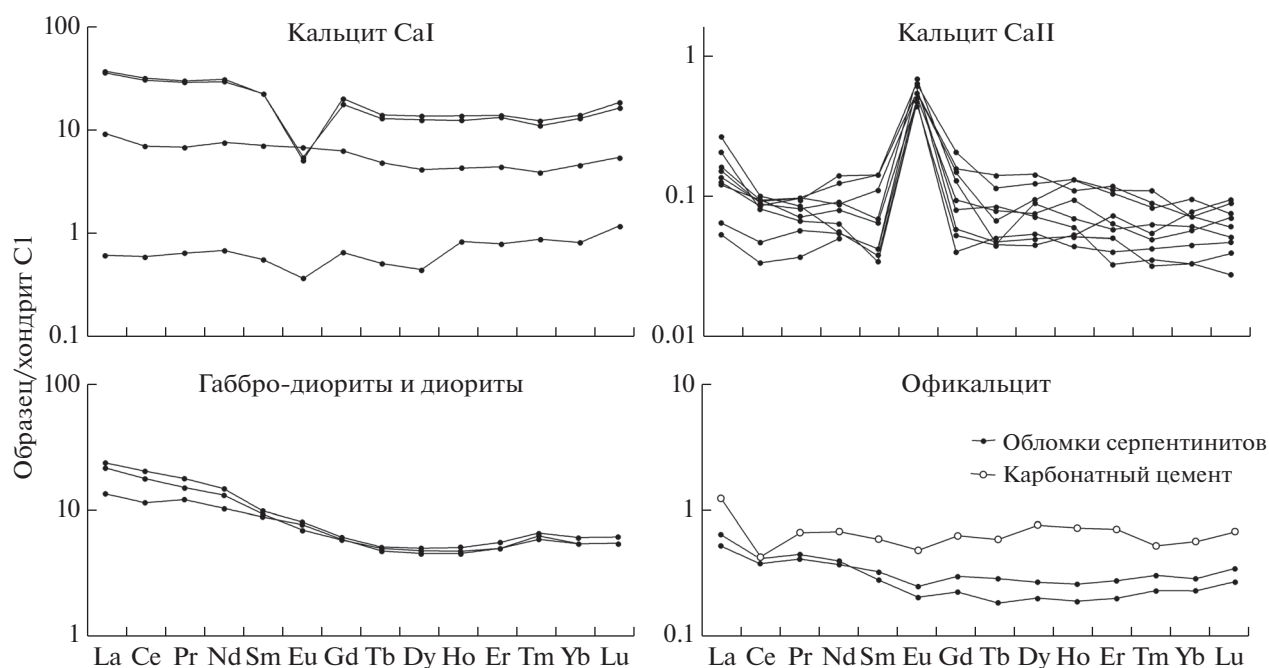 Образец/хондрит C1
Кальцит CaI
100
10
1
0.1
Кальцит CaII
1
0.1
0.01
Габбро-диориты и диориты
100
10
1
La Ce Pr Nd Sm Eu Gd Tb Dy Ho Er Tm Yb Lu
Офикальцит
10
1
0.1
Обломки серпентинитов
Карбонатный цемент
La Ce Pr Nd Sm Eu Gd Tb Dy Ho Er Tm Yb Lu